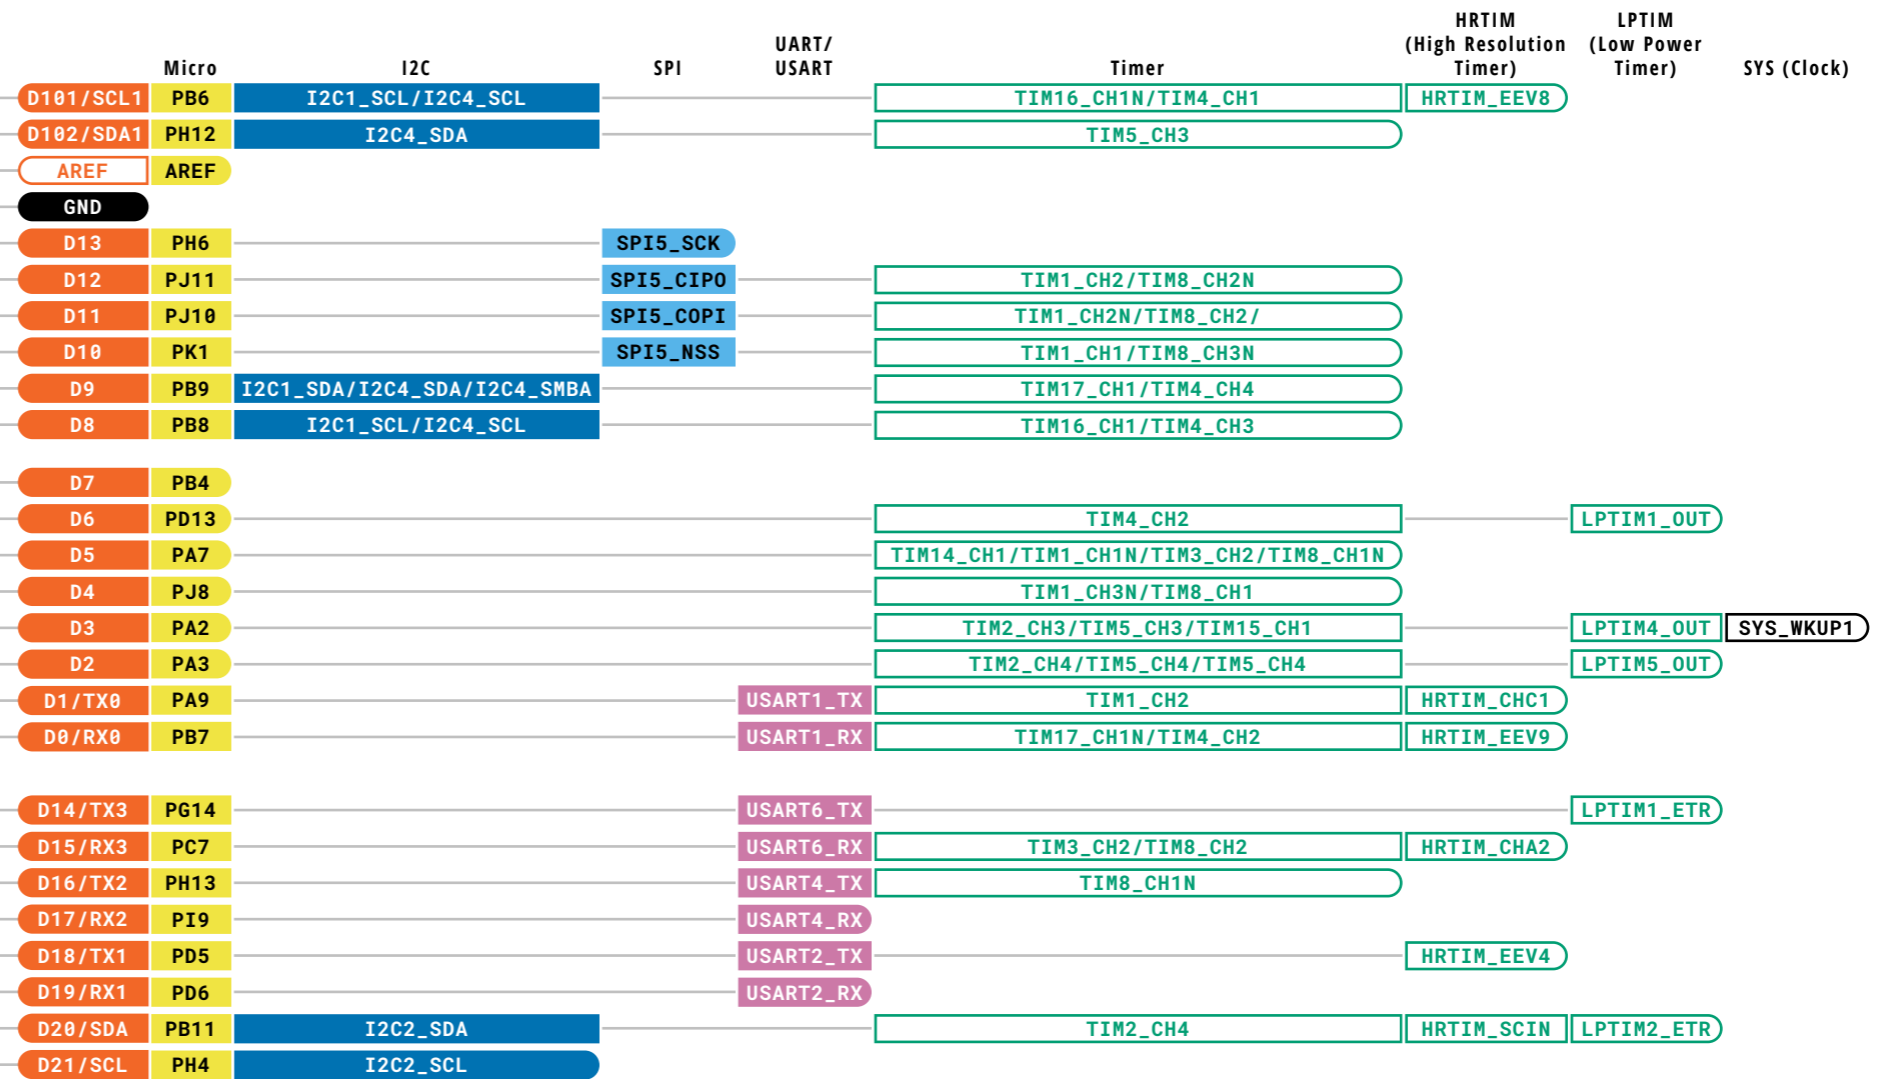 HRTIM LPTIM
UART/ (High Resolution (Low Power
Micro I2C SPI USART Timer Timer) Timer) SYS (Clock)
D101/SCL1 PB6 I2C1_SCL/I2C4_SCL TIM16_CH1N/TIM4_CH1 HRTIM_EEV8
D102/SDA1 PH12 I2C4_SDA TIM5_CH3
AREF AREF
GND
D13 PH6 SPI5_SCK
D12 PJ11 SPI5_CIPO TIM1_CH2/TIM8_CH2N
D11 PJ10 SPI5_COPI TIM1_CH2N/TIM8_CH2/
D10 PK1 SPI5_NSS TIM1_CH1/TIM8_CH3N
D9 PB9 I2C1_SDA/I2C4_SDA/I2C4_SMBA TIM17_CH1/TIM4_CH4
D8 PB8 I2C1_SCL/I2C4_SCL TIM16_CH1/TIM4_CH3
D7 PB4
D6 PD13 TIM4_CH2 LPTIM1_OUT
D5 PA7 TIM14_CH1/TIM1_CH1N/TIM3_CH2/TIM8_CH1N
D4 PJ8 TIM1_CH3N/TIM8_CH1
D3 PA2 TIM2_CH3/TIM5_CH3/TIM15_CH1 LPTIM4_OUT SYS_WKUP1
D2 PA3 TIM2_CH4/TIM5_CH4/TIM5_CH4 LPTIM5_OUT
D1/TX0 PA9 USART1_TX TIM1_CH2 HRTIM_CHC1
D0/RX0 PB7 USART1_RX TIM17_CH1N/TIM4_CH2 HRTIM_EEV9
D14/TX3 PG14 USART6_TX LPTIM1_ETR
D15/RX3 PC7 USART6_RX TIM3_CH2/TIM8_CH2 HRTIM_CHA2
D16/TX2 PH13 USART4_TX TIM8_CH1N
D17/RX2 PI9 USART4_RX
D18/TX1 PD5 USART2_TX HRTIM_EEV4
D19/RX1 PD6 USART2_RX
D20/SDA PB11 I2C2_SDA TIM2_CH4 HRTIM_SCIN LPTIM2_ETR
D21/SCL PH4 I2C2_SCL